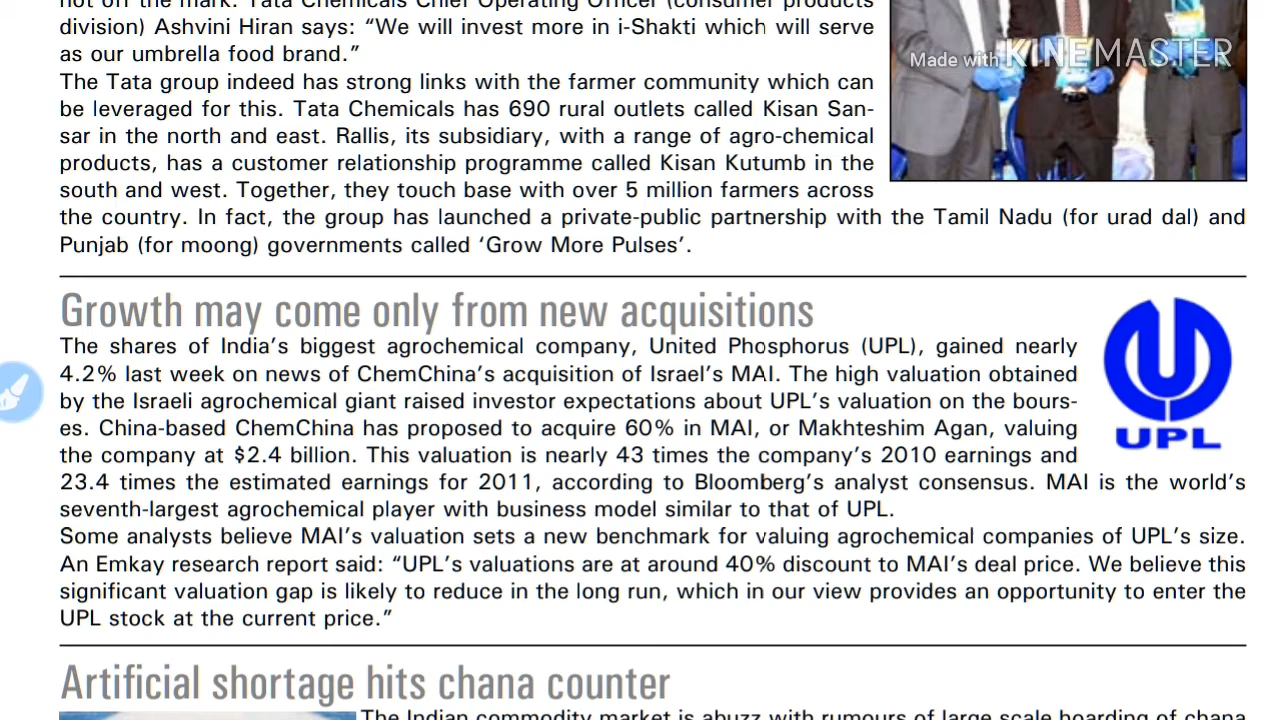 not off the mark. Tata Chemicals Chief Operating Officer (consumer products
division) Ashvini Hiran says: “We will invest more in i-Shakti which will serve
as our umbrella food brand.”
The Tata group indeed has strong links with the farmer community which can
be leveraged for this. Tata Chemicals has 690 rural outlets called Kisan San-
sar in the north and east. Rallis, its subsidiary, with a range of agro-chemical
products, has a customer relationship programme called Kisan Kutumb in the
south and west. Together, they touch base with over 5 million farmers across
the country. In fact, the group has launched a private-public partnership with the Tamil Nadu (for urad dal) and
Punjab (for moong) governments called ‘Grow More Pulses’.
Made with KINEMASTER
Growth may come only from new acquisitions
The shares of India’s biggest agrochemical company, United Phosphorus (UPL), gained nearly
4.2% last week on news of ChemChina’s acquisition of Israel’s MAI. The high valuation obtained
by the Israeli agrochemical giant raised investor expectations about UPL’s valuation on the bours-
es. China-based ChemChina has proposed to acquire 60% in MAI, or Makhteshim Agan, valuing
the company at $2.4 billion. This valuation is nearly 43 times the company’s 2010 earnings and
23.4 times the estimated earnings for 2011, according to Bloomberg’s analyst consensus. MAI is the world’s
seventh-largest agrochemical player with business model similar to that of UPL.
UPL
Some analysts believe MAI’s valuation sets a new benchmark for valuing agrochemical companies of UPL’s size.
An Emkay research report said: “UPL’s valuations are at around 40% discount to MAI’s deal price. We believe this
significant valuation gap is likely to reduce in the long run, which in our view provides an opportunity to enter the
UPL stock at the current price.”
Artificial shortage hits chana counter
The Indian commodity market is abuzz with rumours of large scale boarding of chana